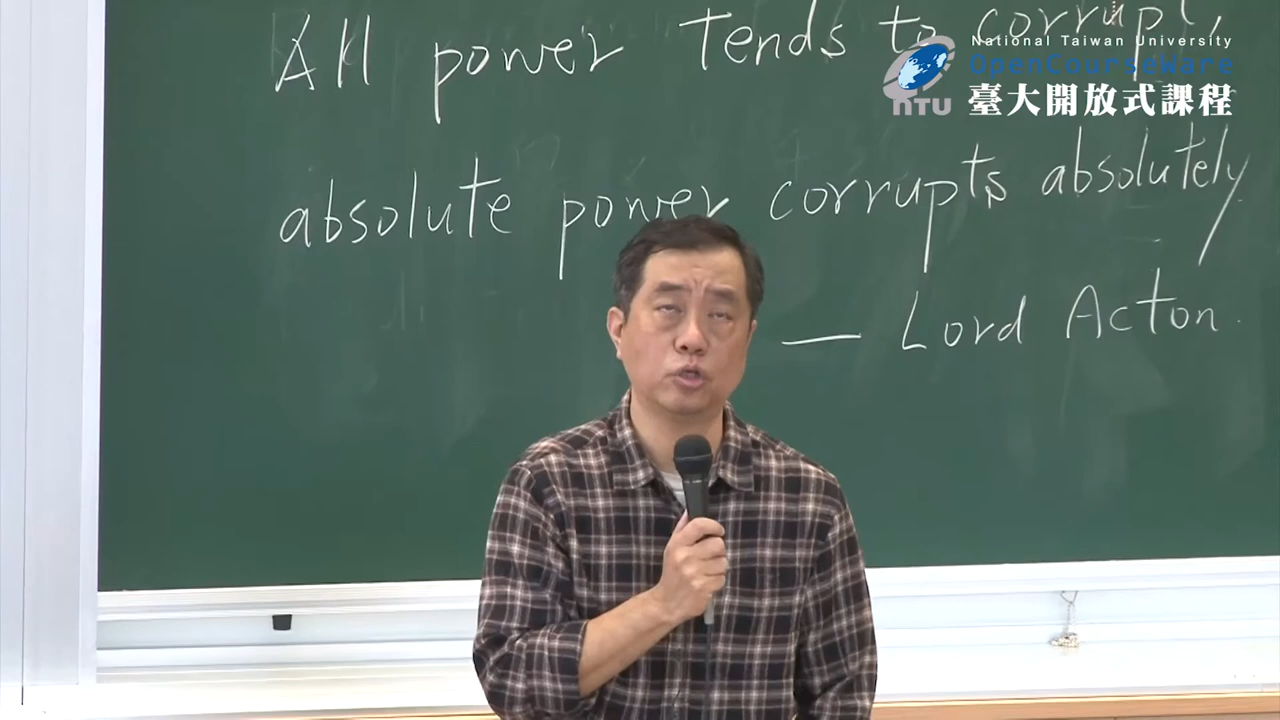 All power tends to corrupt,
absolute power corrupts absolutely
— Lord Acton.
National Taiwan University
OpenCourseWare
NTU
臺大開放式課程